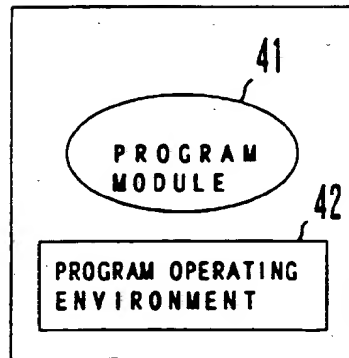 41
PROGRAM
MODULE
42
PROGRAM OPERATING
ENVIRONMENT